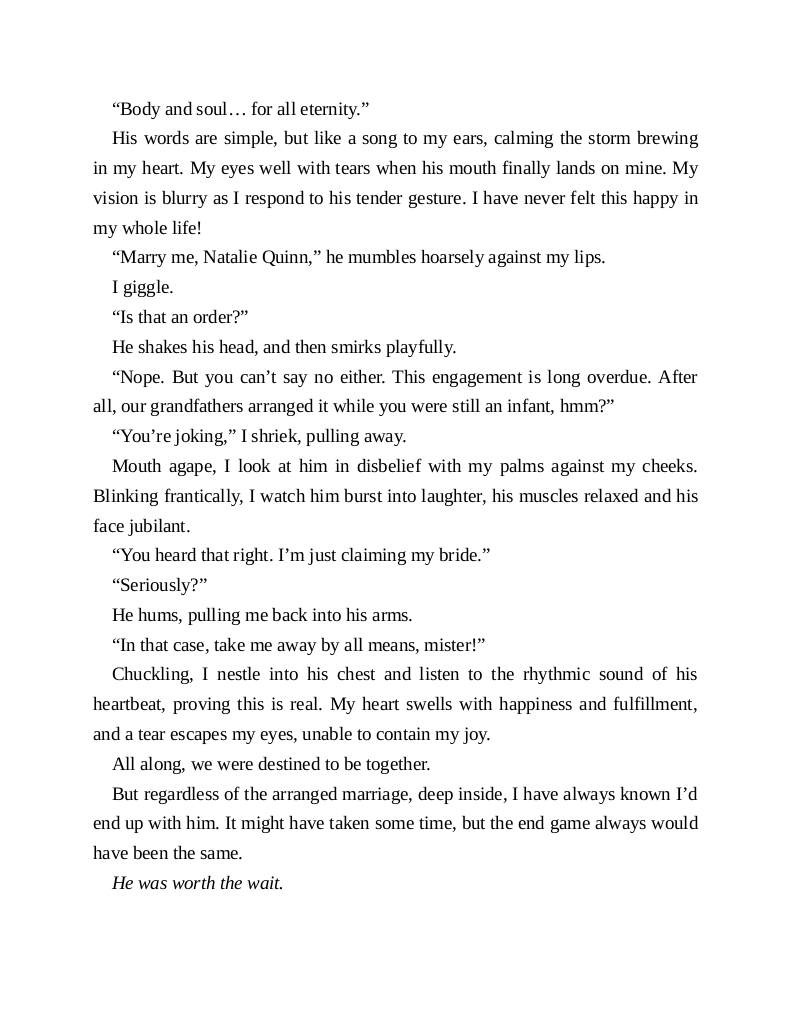 “Body and soul… for all eternity.”
His words are simple, but like a song to my ears, calming the storm brewing
in my heart. My eyes well with tears when his mouth finally lands on mine. My
vision is blurry as I respond to his tender gesture. I have never felt this happy in
my whole life!
“Marry me, Natalie Quinn,” he mumbles hoarsely against my lips.
I giggle.
“Is that an order?”
He shakes his head, and then smirks playfully.
“Nope. But you can’t say no either. This engagement is long overdue. After
all, our grandfathers arranged it while you were still an infant, hmm?”
“You’re joking,” I shriek, pulling away.
Mouth agape, I look at him in disbelief with my palms against my cheeks.
Blinking frantically, I watch him burst into laughter, his muscles relaxed and his
face jubilant.
“You heard that right. I’m just claiming my bride.”
“Seriously?”
He hums, pulling me back into his arms.
“In that case, take me away by all means, mister!”
Chuckling, I nestle into his chest and listen to the rhythmic sound of his
heartbeat, proving this is real. My heart swells with happiness and fulfillment,
and a tear escapes my eyes, unable to contain my joy.
All along, we were destined to be together.
But regardless of the arranged marriage, deep inside, I have always known I’d
end up with him. It might have taken some time, but the end game always would
have been the same.
He was worth the wait.